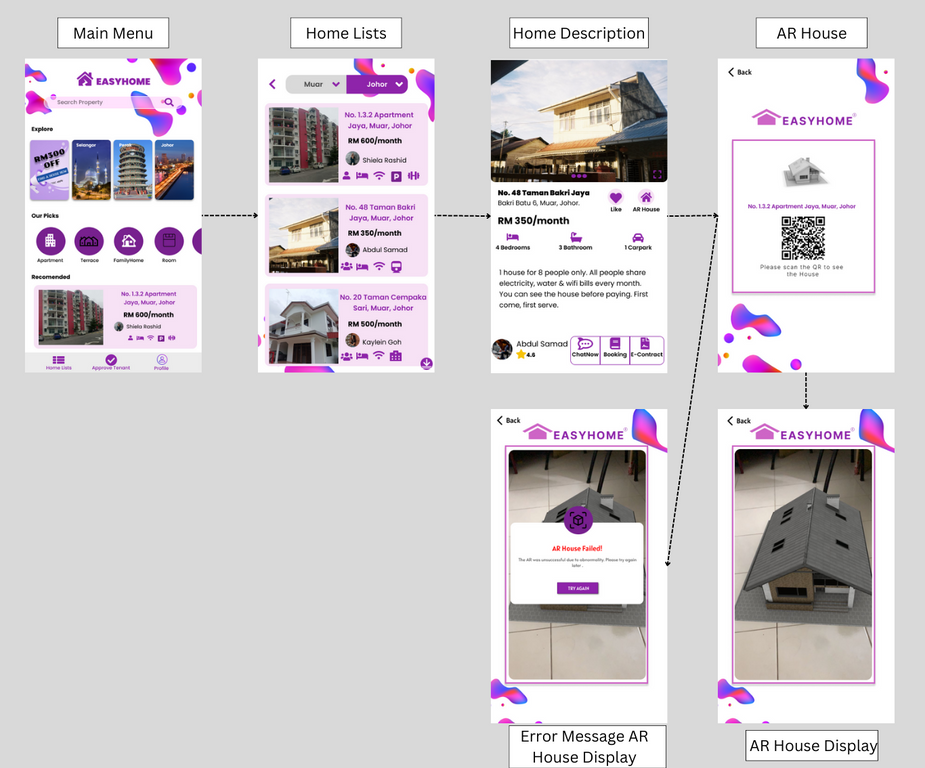 Main Menu
Home Lists
Home Description
AR House
EASYHOME
Search Property
Explore
RM500
OFF
Selangor
Johor
Our Picks
Apartment
Terrace
FamilyHome
Room
Recomended
No. 1.3.2 Apartment
Jaya, Muar, Johor
RM 600/month
Shiela Rashid
Home Lists
Approve Tenant
Profile
Muar
Johor
No. 1.3.2 Apartment
Jaya, Muar, Johor
RM 600/month
Shiela Rashid
No. 48 Taman Bakri
Jaya, Muar, Johor
RM 350/month
Abdul Samad
No. 20 Taman Cempaka
Sari, Muar, Johor
RM 500/month
Kaylein Goh
No. 48 Taman Bakri Jaya
Bakri Batu 6, Muar, Johor.
Like
AR House
RM 350/month
4 Bedrooms
3 Bathroom
1 Carpark
1 house for 8 people only. All people share
electricity, water & wifi bills every month.
You can see the house before paying. First
come, first serve.
Abdul Samad
4.8
ChatNow
Booking
E-Contract
Back
EASYHOME
No. 1.3.2 Apartment Jaya, Muar, Johor
Please scan the QR to see
the House
Back
EASYHOME
AR House Failed!
The AR was unsuccessful due to abnormality. Please try again
later .
TRY AGAIN
Error Message AR
House Display
Back
EASYHOME
AR House Display